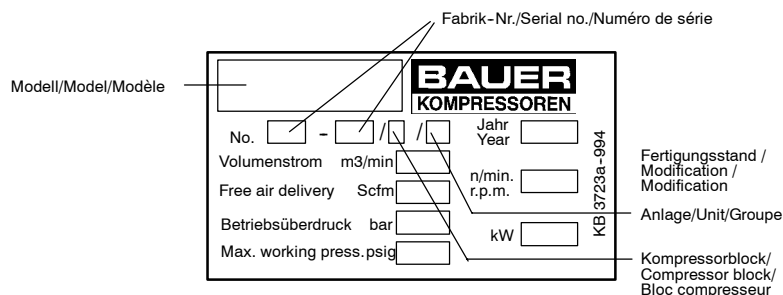 Fabrik-Nr./Serial no./Numéro de série
Modell/Model/Modèle
BAUER
KOMPRESSOREN
No. - / /
Jahr
Year
Volumenstrom m3/min
Free air delivery Scfm
n/min.
r.p.m.
Betriebsüberdruck bar
kW
Max. working press. psig
KB 3723a-994
Fertigungsstand /
Modification /
Modification
Anlage/Unit/Groupe
Kompressorblock/
Compressor block/
Bloc compresseur